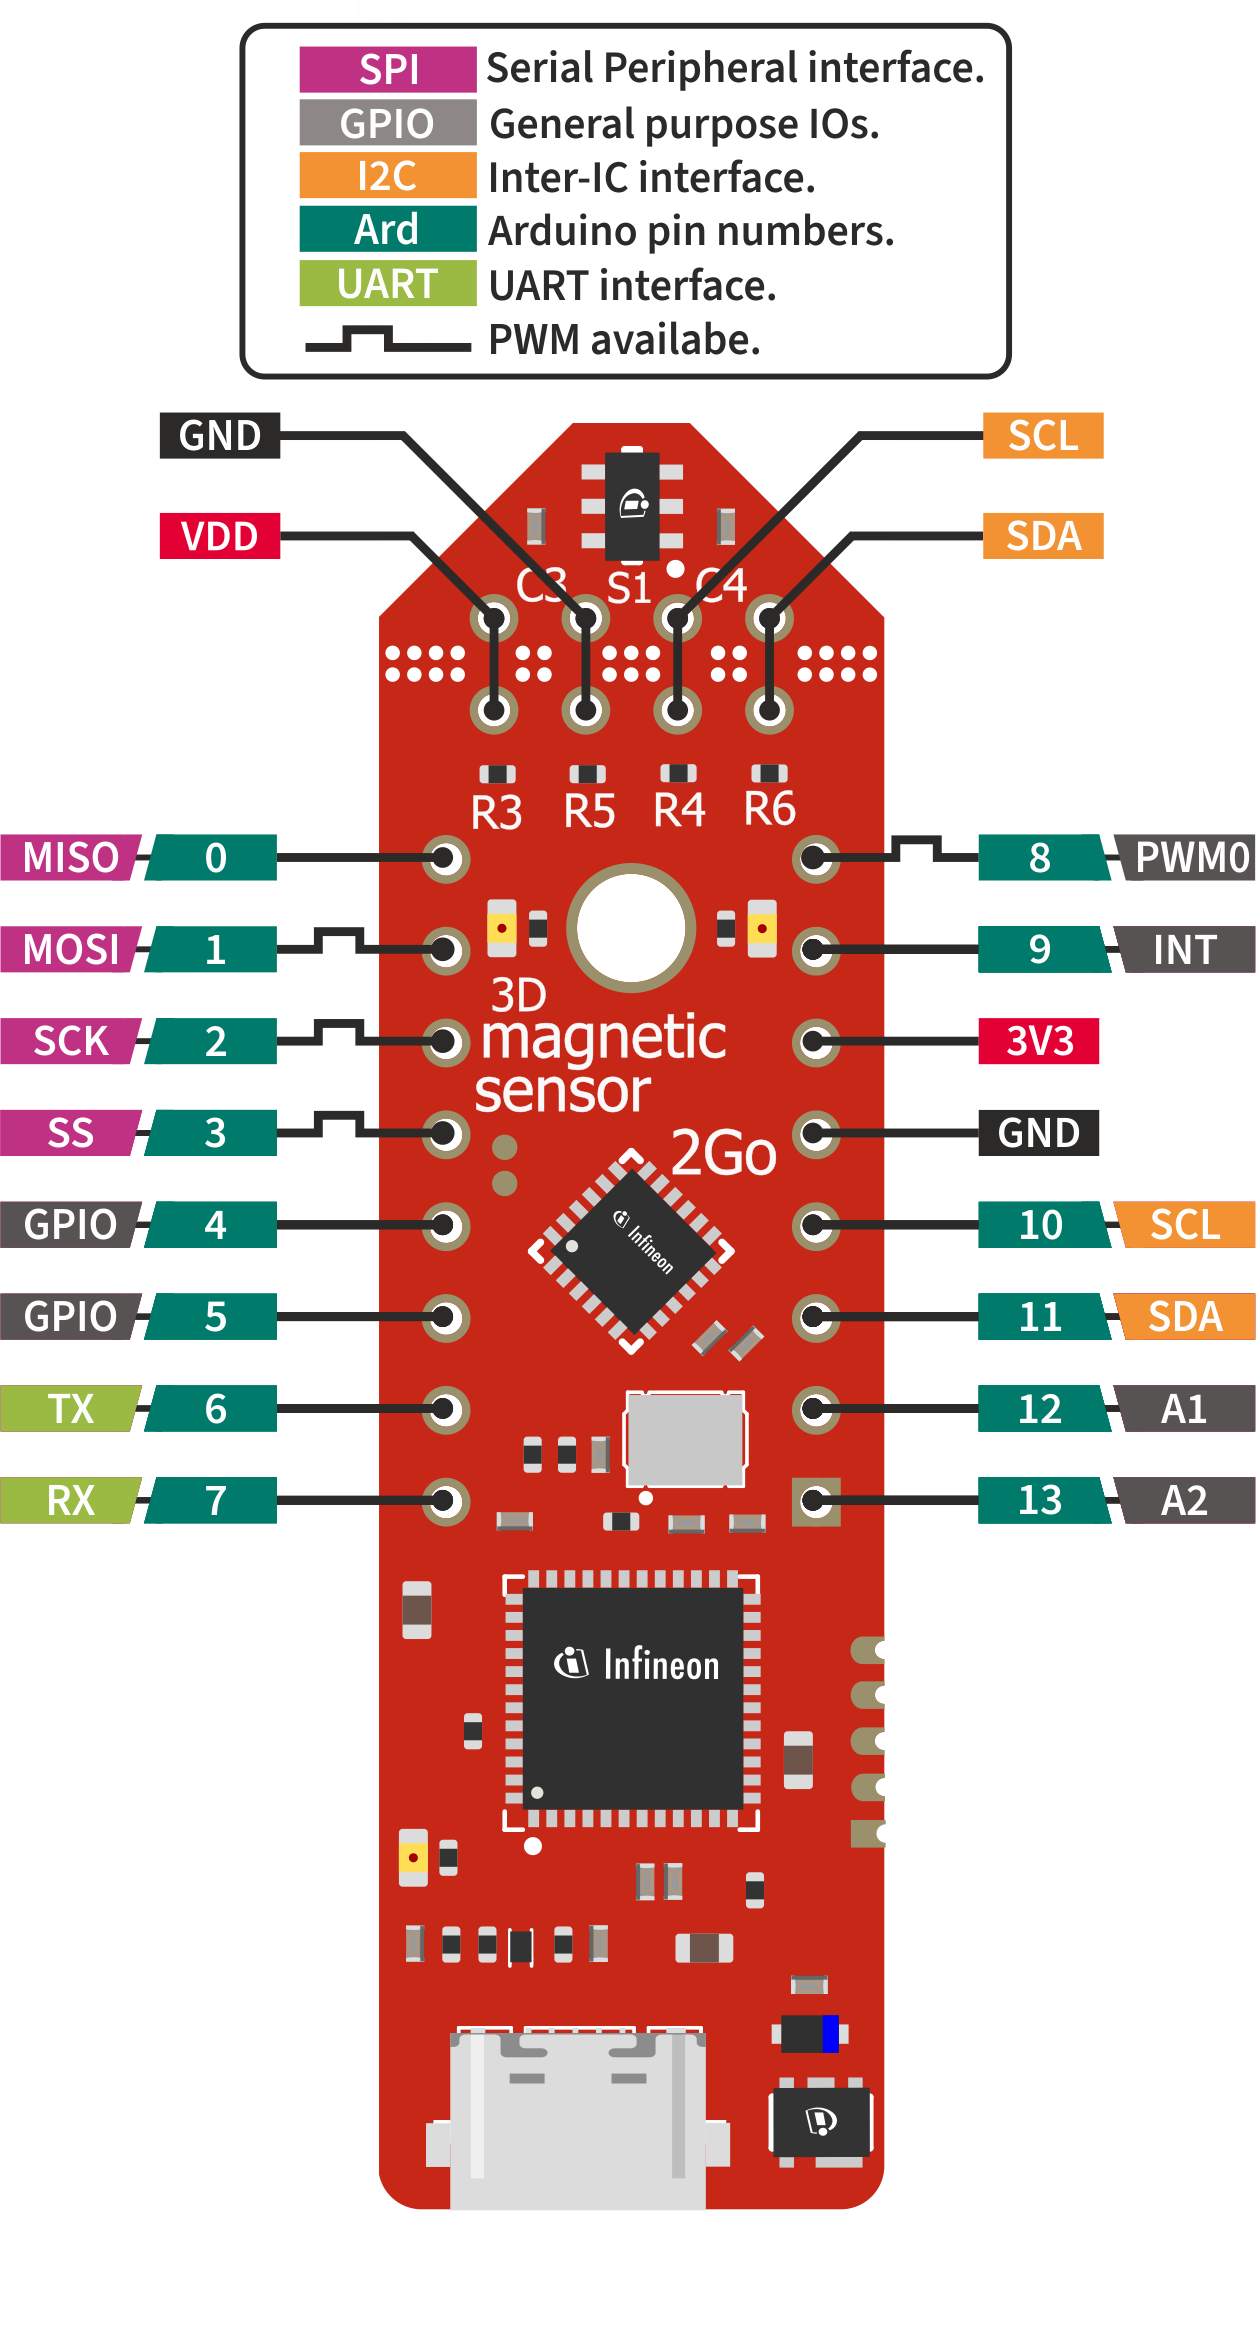 SPI Serial Peripheral interface.
GPIO General purpose IOs.
I2C Inter-IC interface.
Ard Arduino pin numbers.
UART UART interface.
PWM availabe.
GND SCL
VDD SDA
C3 S1 C4
R3 R5 R4 R6
MISO 0 8 PWM0
MOSI 1 9 INT
3D
SCK 2 magnetic 3V3
sensor
SS 3 2Go GND
GPIO 4 Infineon 10 SCL
GPIO 5 11 SDA
TX 6 12 A1
RX 7 13 A2
Infineon